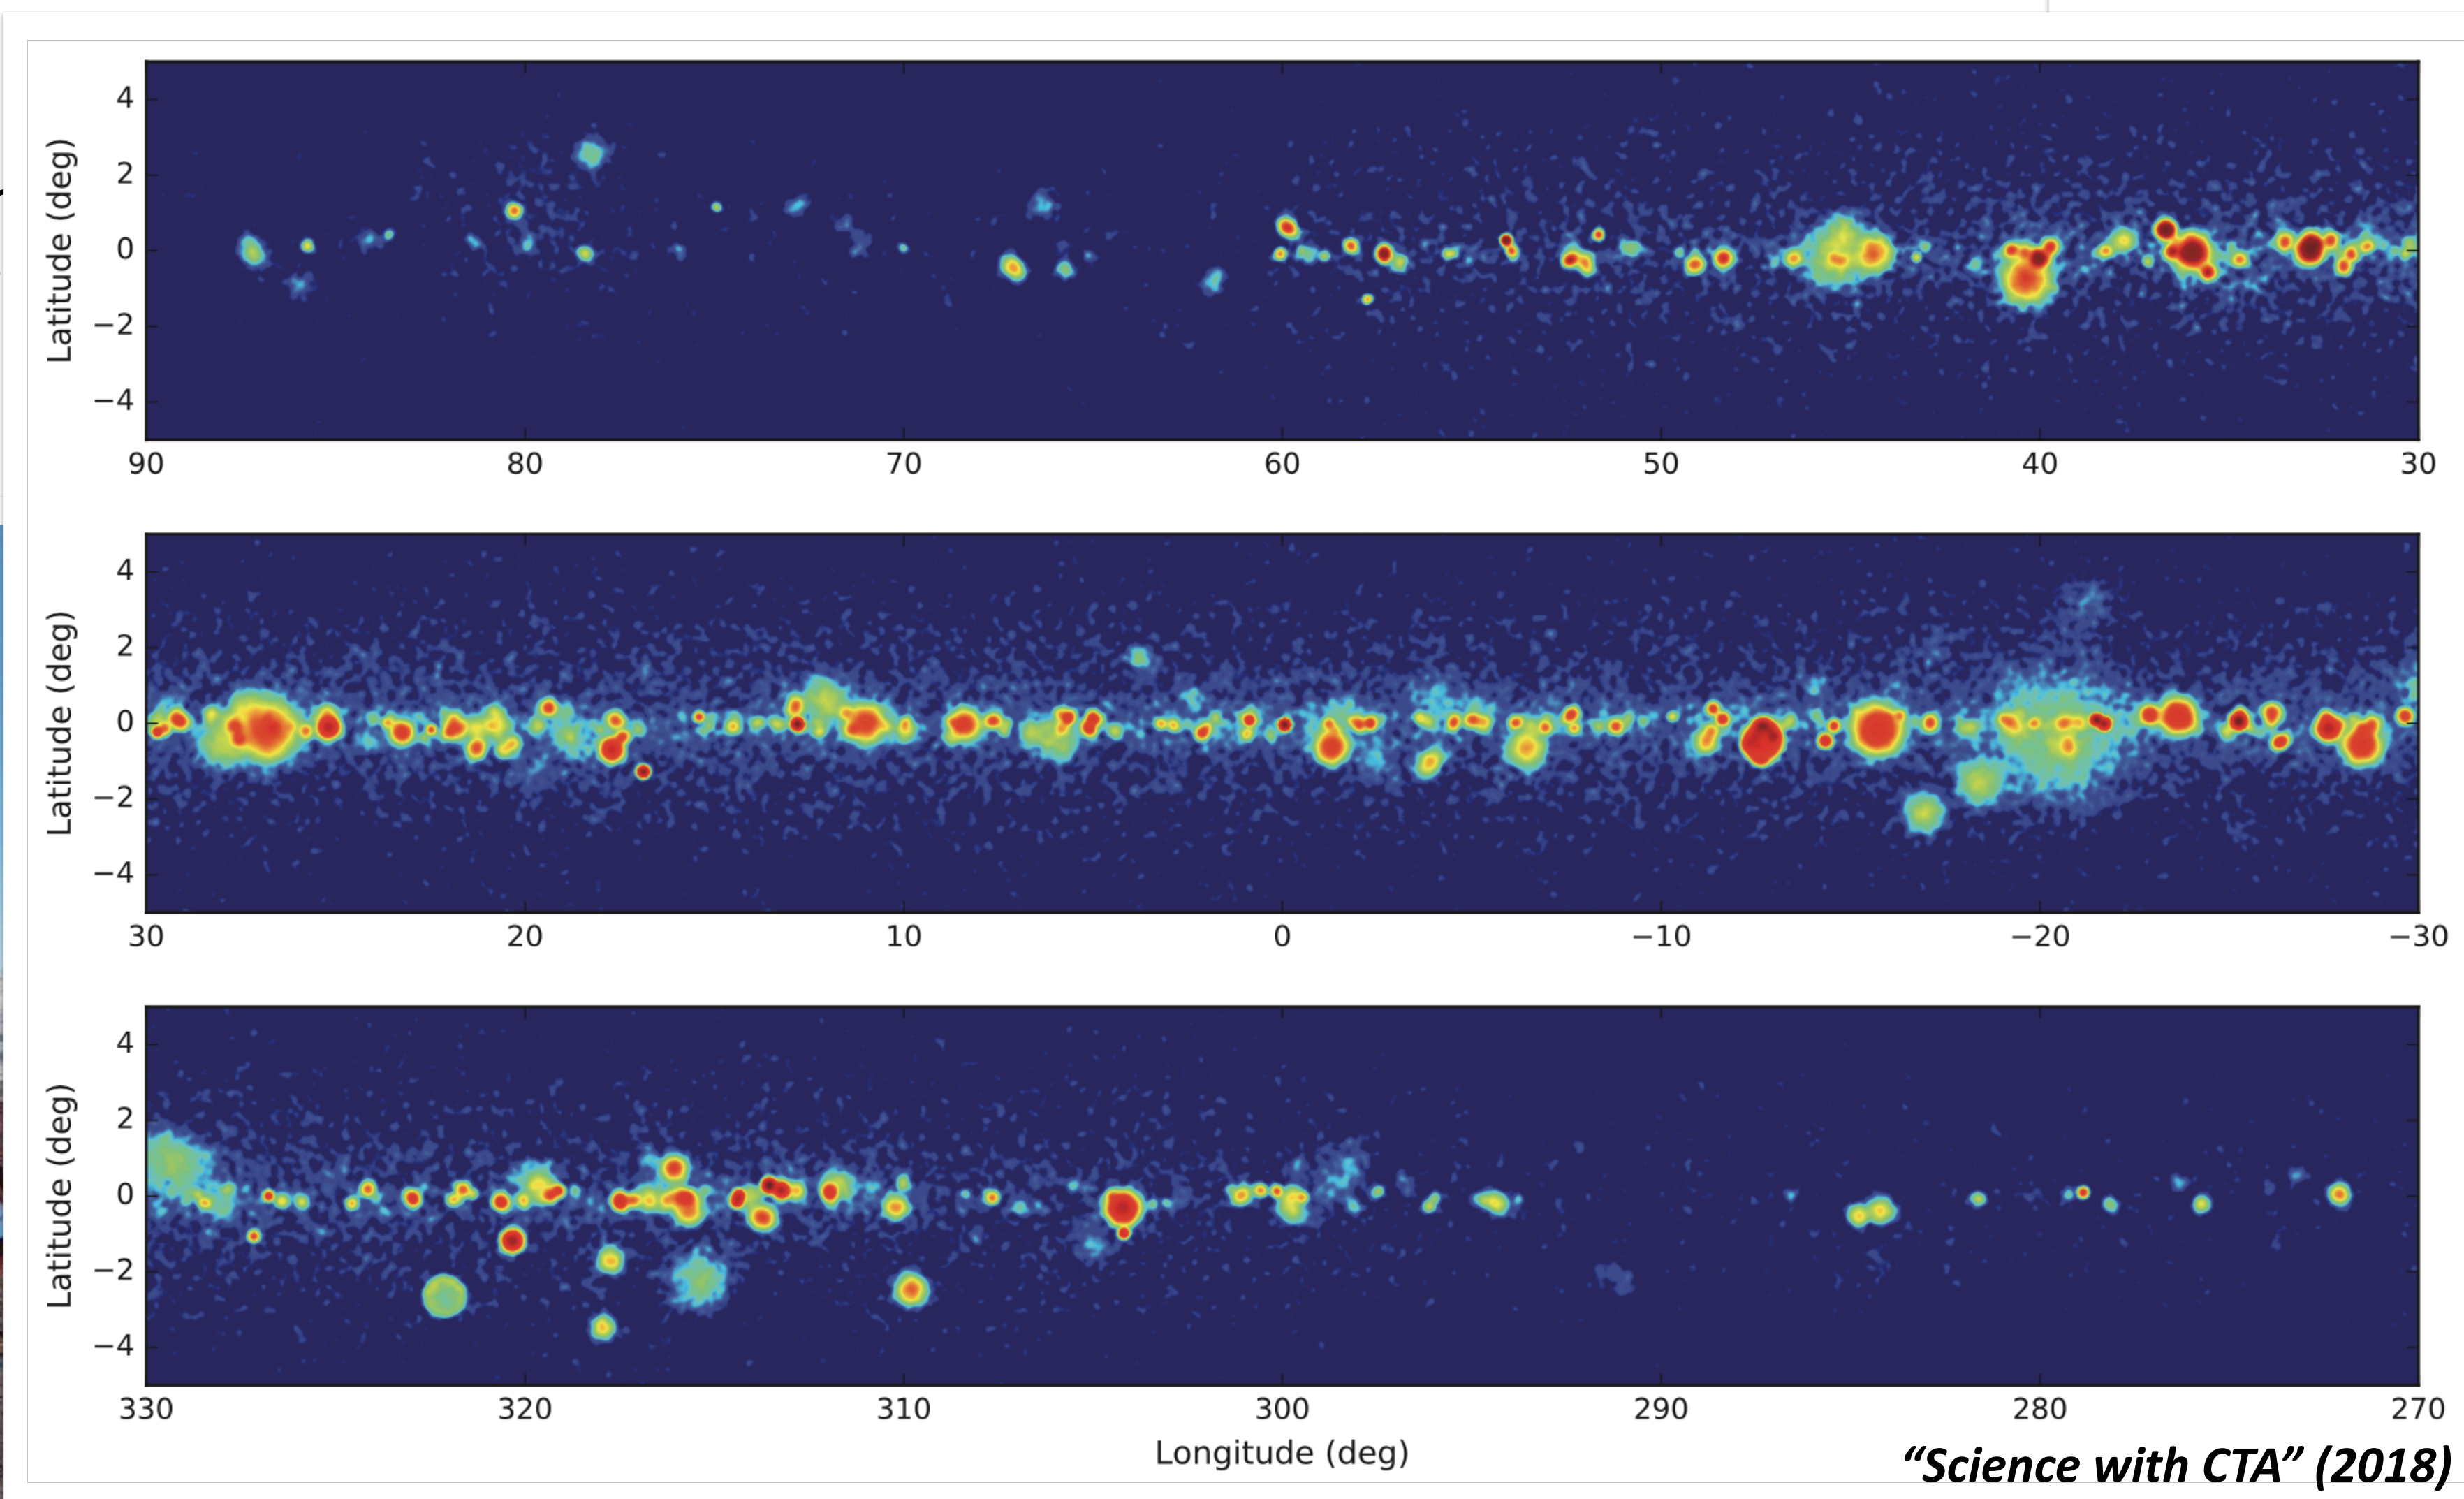 4
2
0
−2
−4
Latitude (deg)
90 80 70 60 50 40 30
4
2
0
−2
−4
Latitude (deg)
30 20 10 0 −10 −20 −30
4
2
0
−2
−4
Latitude (deg)
330 320 310 300 290 280 270
Longitude (deg)
“Science with CTA” (2018)